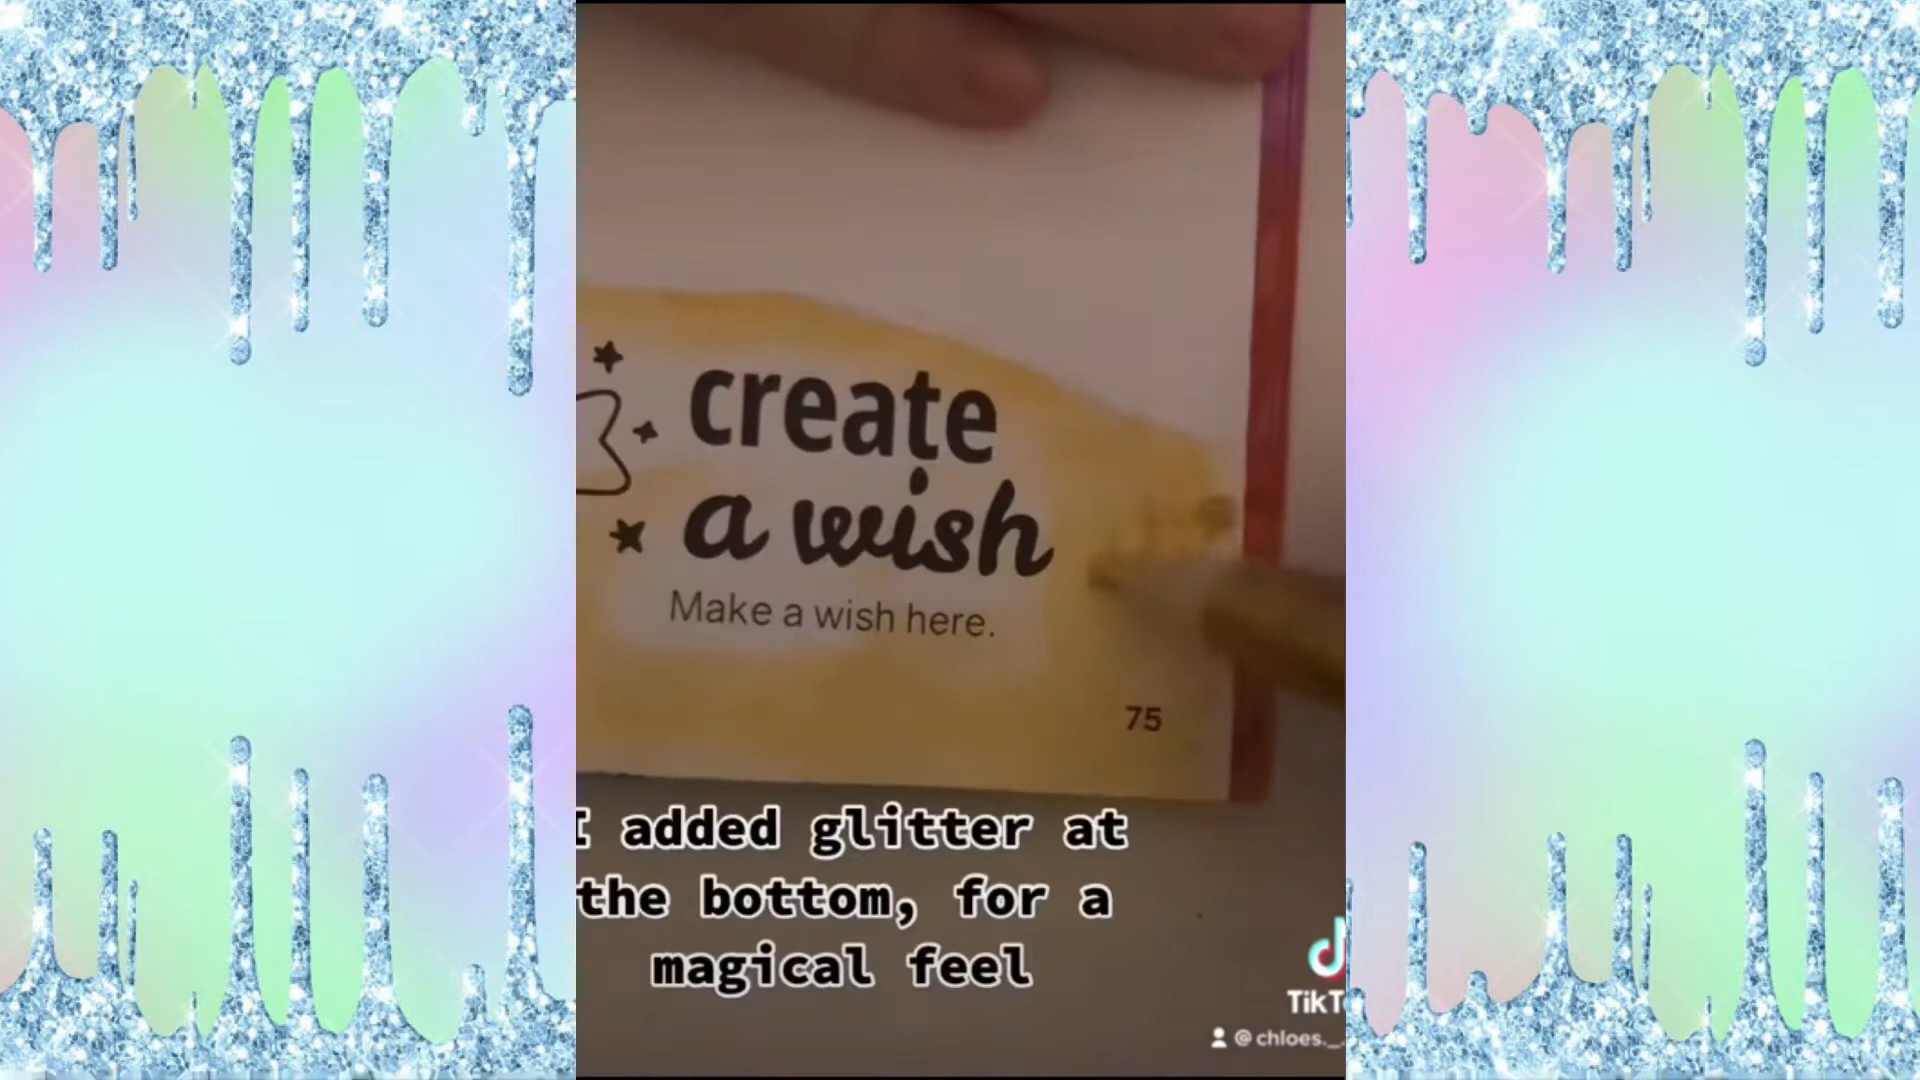 create
a wish
Make a wish here.
75
I added glitter at
the bottom, for a
magical feel
TikT
@chloes._